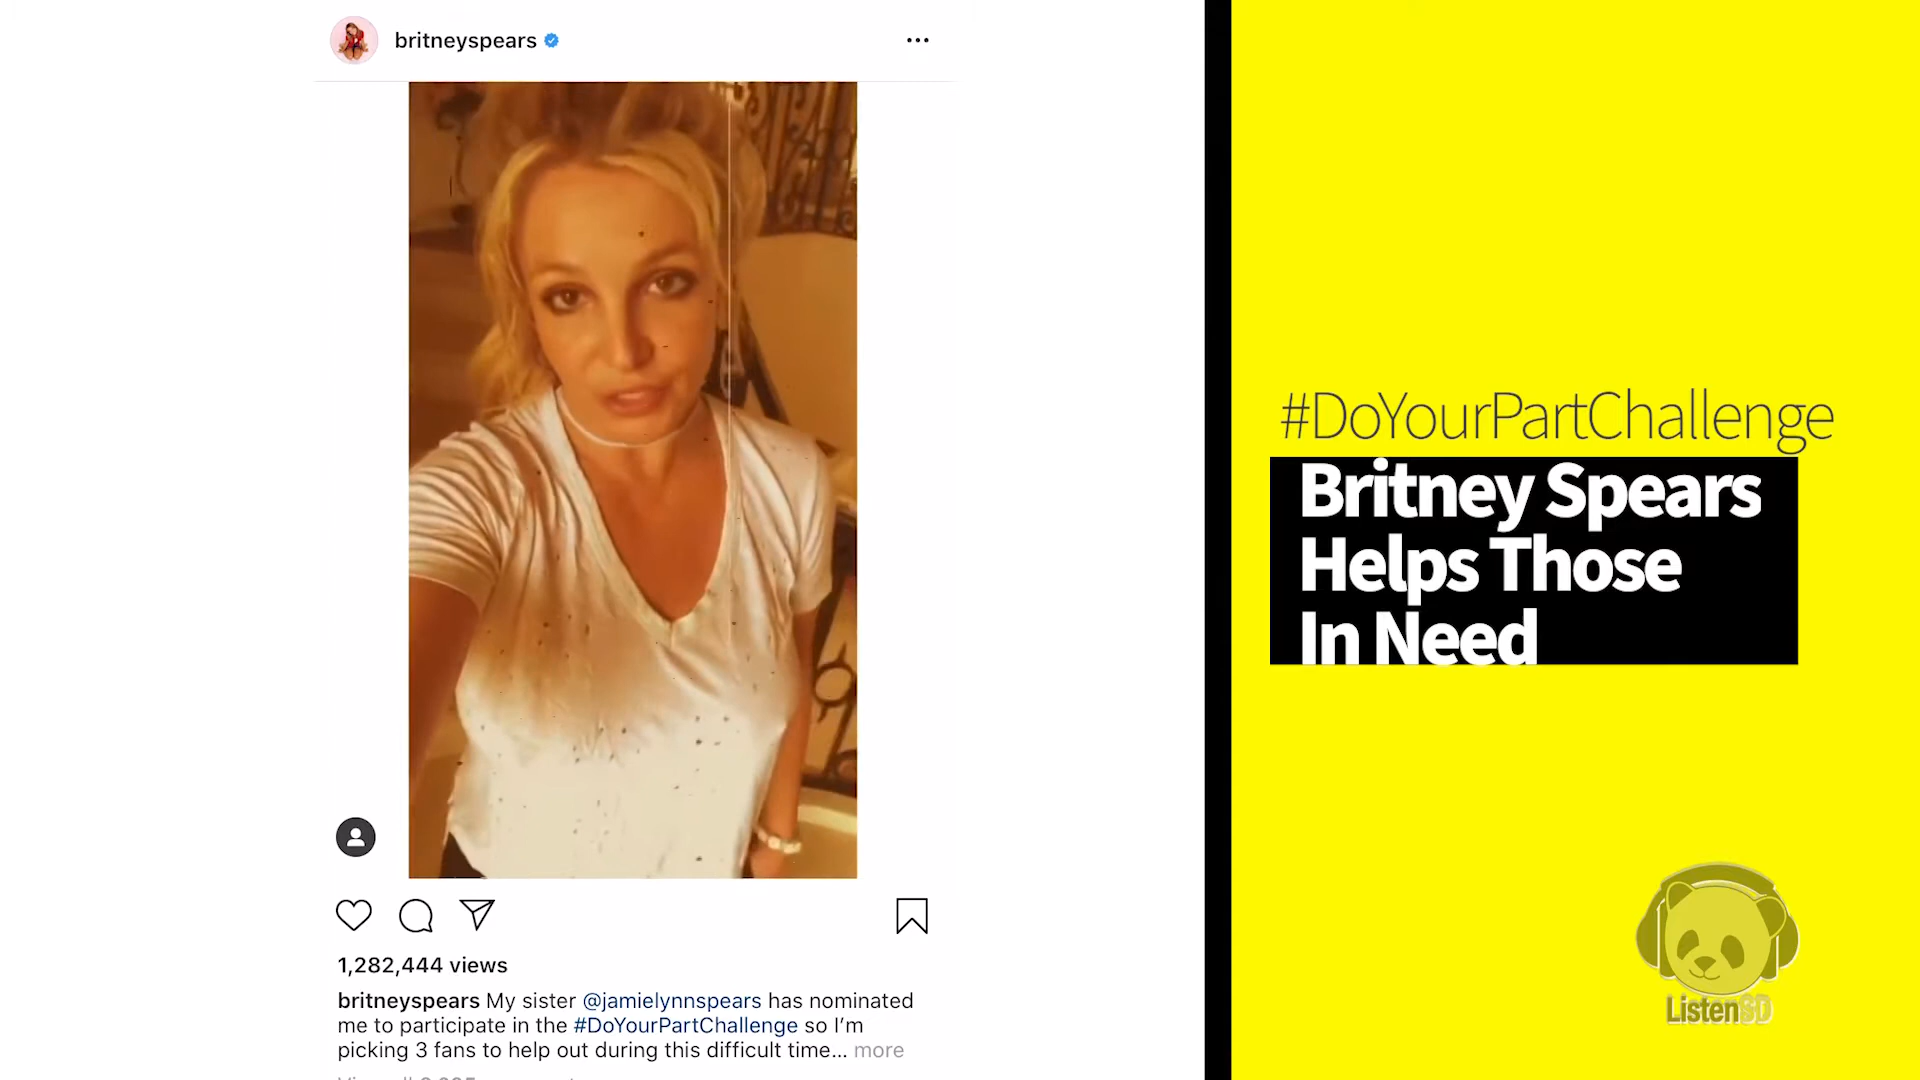 britneyspears
#DoYourPartChallenge
Britney Spears
Helps Those
In Need
1,282,444 views
britneyspears My sister @jamielynnspears has nominated
me to participate in the #DoYourPartChallenge so I'm
picking 3 fans to help out during this difficult time... more
ListenSD